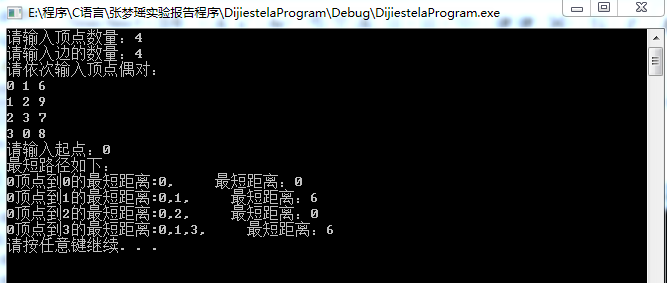 E:\程序\C语言\张梦瑶实验报告程序\DijiestelaProgram\Debug\DijiestelaProgram.exe
请输入顶点数量：4
请输入边的数量：4
请依次输入顶点偶对：
0 1 6
1 2 9
2 3 7
3 0 8
请输入起点：0
最短路径如下：
0顶点到0的最短距离:0,    最短距离：0
0顶点到1的最短距离:0,1,    最短距离：6
0顶点到2的最短距离:0,2,    最短距离：0
0顶点到3的最短距离:0,1,3,    最短距离：6
请按任意键继续. . .